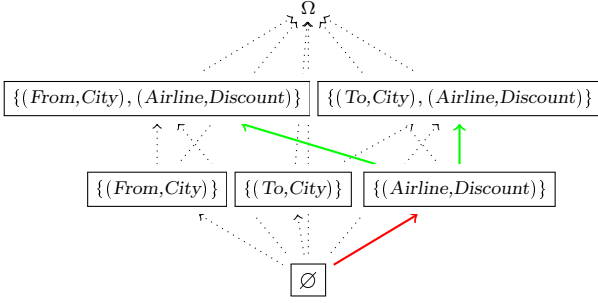 Ω
{(From,City), (Airline,Discount)} {(To,City), (Airline,Discount)}
{(From,City)} {(To,City)} {(Airline,Discount)}
∅